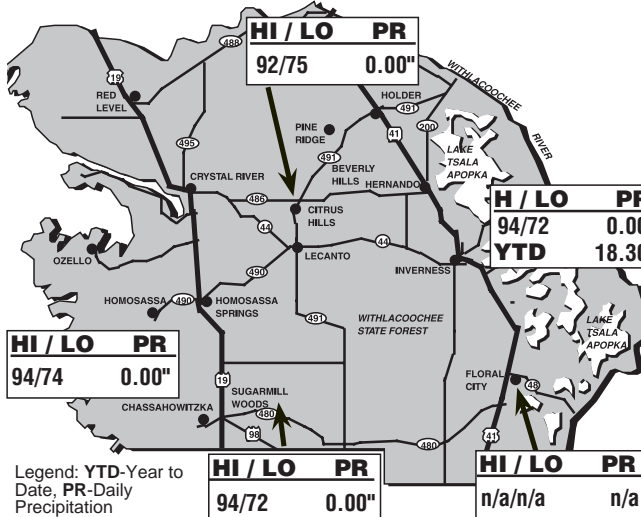 HI / LO PR
92/75 0.00"
488
19
RED
LEVEL
WITHLACOOCHEE
RIVER
HOLDER
491
PINE
RIDGE
41
200
LAKE
TSALA
APOPKA
495
491
BEVERLY
HILLS
CRYSTAL RIVER
HERNANDO
486
CITRUS
HILLS
H / LO PR
94/72 0.00
YTD
44
44
OZELLO
LECANTO
INVERNESS
490
HOMOSASSA
490
HOMOSASSA
SPRINGS
491
WITHLACOOCHEE
STATE FOREST
LAKE
TSALA
APOPKA
HI / LO PR
94/74 0.00"
19
SUGARMILL
WOODS
FLORAL
CITY
48
CHASSAHOWITZKA
480
98
480
41
Legend: YTD-Year to
Date, PR-Daily
Precipitation
HI / LO PR
94/72 0.00"
HI / LO PR
n/a/n/a n/a